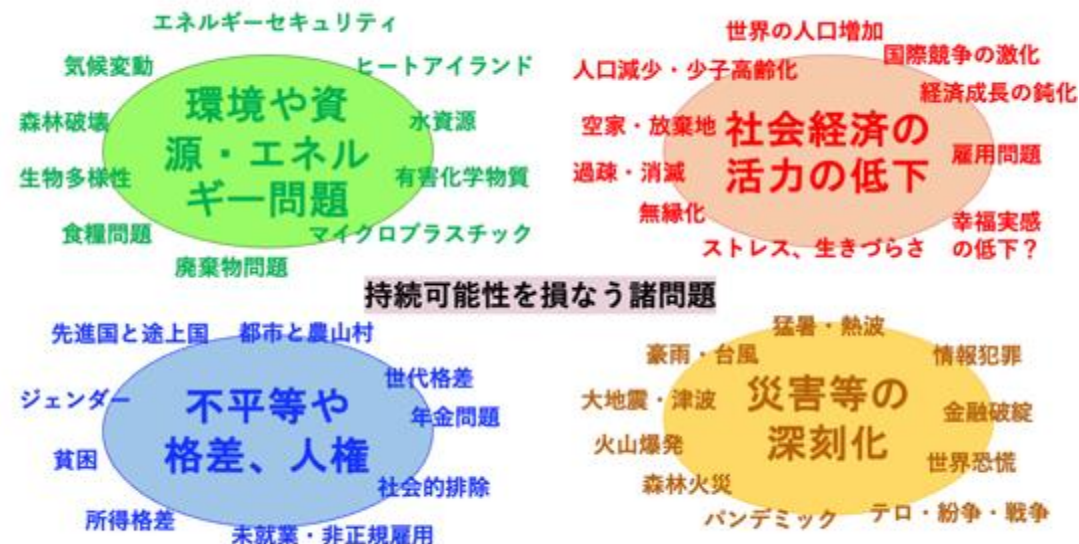 エネルギーセキュリティ
気候変動
ヒートアイランド
森林破壊
水資源
環境や資
源・エネル
ギー問題
生物多様性
有害化学物質
食糧問題
マイクロプラスチック
廃棄物問題
世界の人口増加
国際競争の激化
人口減少・少子高齢化
経済成長の鈍化
空家・放棄地
社会経済の
活力の低下
雇用問題
過疎・消滅
無縁化
幸福実感
の低下？
ストレス、生きづらさ
持続可能性を損なう諸問題
先進国と途上国
都市と農山村
世代格差
ジェンダー
不平等や
格差、人権
年金問題
貧困
社会的排除
所得格差
未就業・非正規雇用
猛暑・熱波
豪雨・台風
情報犯罪
大地震・津波
災害等の
深刻化
金融破綻
火山爆発
世界恐慌
森林火災
パンデミック
テロ・紛争・戦争